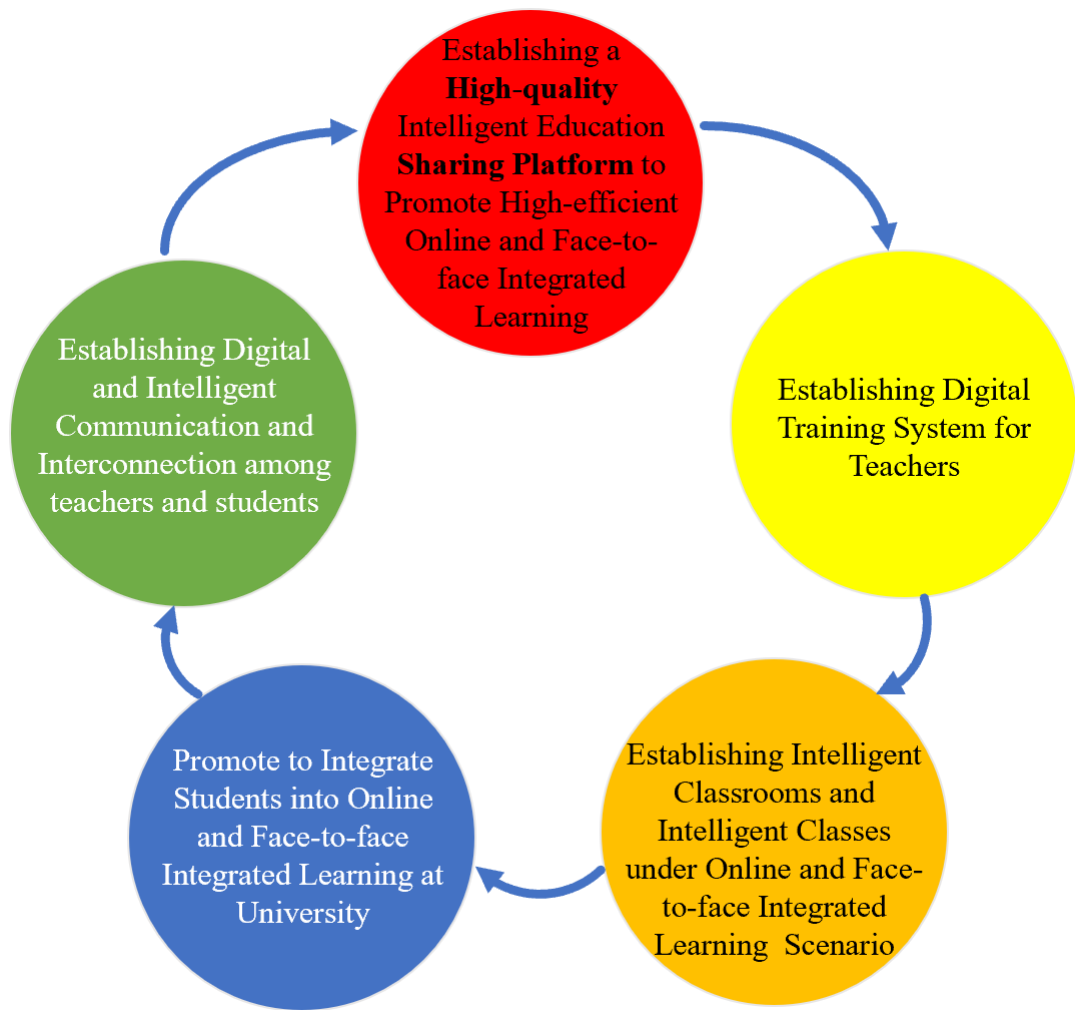 Establishing a
High-quality
Intelligent Education
Sharing Platform to
Promote High-efficient
Online and Face-to-
face Integrated
Learning
Establishing Digital
Training System for
Teachers
Establishing Intelligent
Classrooms and
Intelligent Classes
under Online and Face-
to-face Integrated
Learning  Scenario
Promote to Integrate
Students into Online
and Face-to-face
Integrated Learning at
University
Establishing Digital
and Intelligent
Communication and
Interconnection among
teachers and students